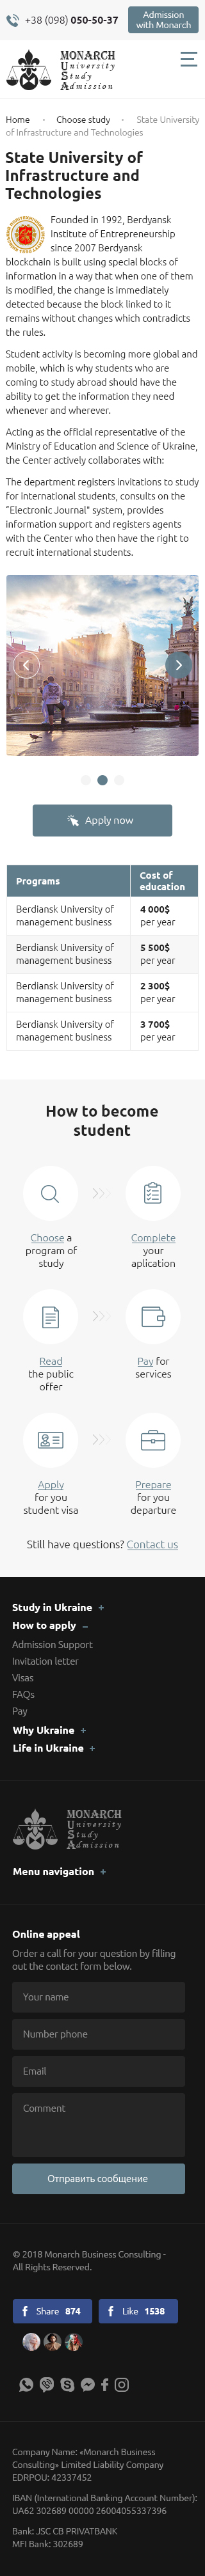 +38 (098) 050-50-37
Admission
with Monarch
MONARCH
University
Study
Admission
Home • Choose study • State University
of Infrastructure and Technologies
State University of
Infrastructure and
Technologies
Founded in 1992, Berdyansk
Institute of Entrepreneurship
since 2007 Berdyansk
blockchain is built using special blocks of
information in a way that when one of them
is modified, the change is immediately
detected because the block linked to it
remains without changes which contradicts
the rules.
Student activity is becoming more global and
mobile, which is why students who are
coming to study abroad should have the
ability to get the information they need
whenever and wherever.
Acting as the official representative of the
Ministry of Education and Science of Ukraine,
the Center actively collaborates with:
The department registers invitations to study
for international students, consults on the
"Electronic Journal" system, provides
information support and registers agents
with the Center who then have the right to
recruit international students.
Apply now
Programs
Cost of
education
Berdiansk University of
management business
4 000$
per year
Berdiansk University of
management business
5 500$
per year
Berdiansk University of
management business
2 300$
per year
Berdiansk University of
management business
3 700$
per year
How to become
student
Choose a
program of
study
Complete
your
aplication
Read
the public
offer
Pay for
services
Apply
for you
student visa
Prepare
for you
departure
Still have questions? Contact us
Study in Ukraine +
How to apply –
Admission Support
Invitation letter
Visas
FAQs
Pay
Why Ukraine +
Life in Ukraine +
MONARCH
University
Study
Admission
Menu navigation +
Online appeal
Order a call for your question by filling
out the contact form below.
Your name
Number phone
Email
Comment
Отправить сообщение
© 2018 Monarch Business Consulting -
All Rights Reserved.
Share 874
Like 1538
Company Name: «Monarch Business
Consulting» Limited Liability Company
EDRPOU: 42337452
IBAN (International Banking Account Number):
UA62 302689 00000 26004055337396
Bank: JSC CB PRIVATBANK
MFI Bank: 302689